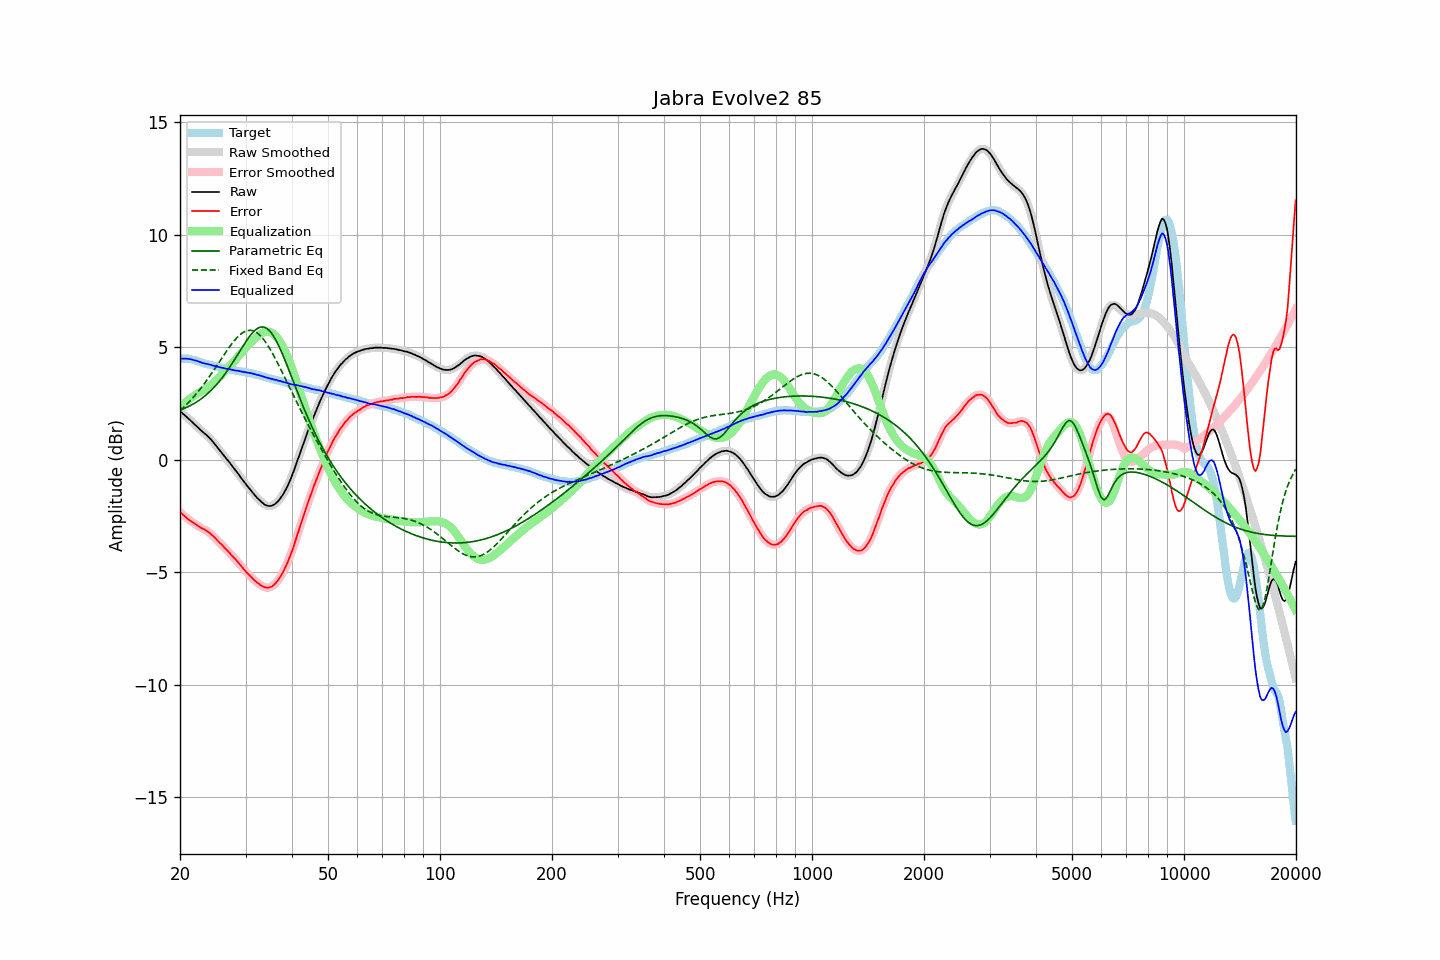 Jabra Evolve2 85
15
10
5
0
−5
−10
−15
Amplitude (dBr)
Target
Raw Smoothed
Error Smoothed
Raw
Error
Equalization
Parametric Eq
Fixed Band Eq
Equalized
20
50
100
200
500
1000
2000
5000
10000
20000
Frequency (Hz)